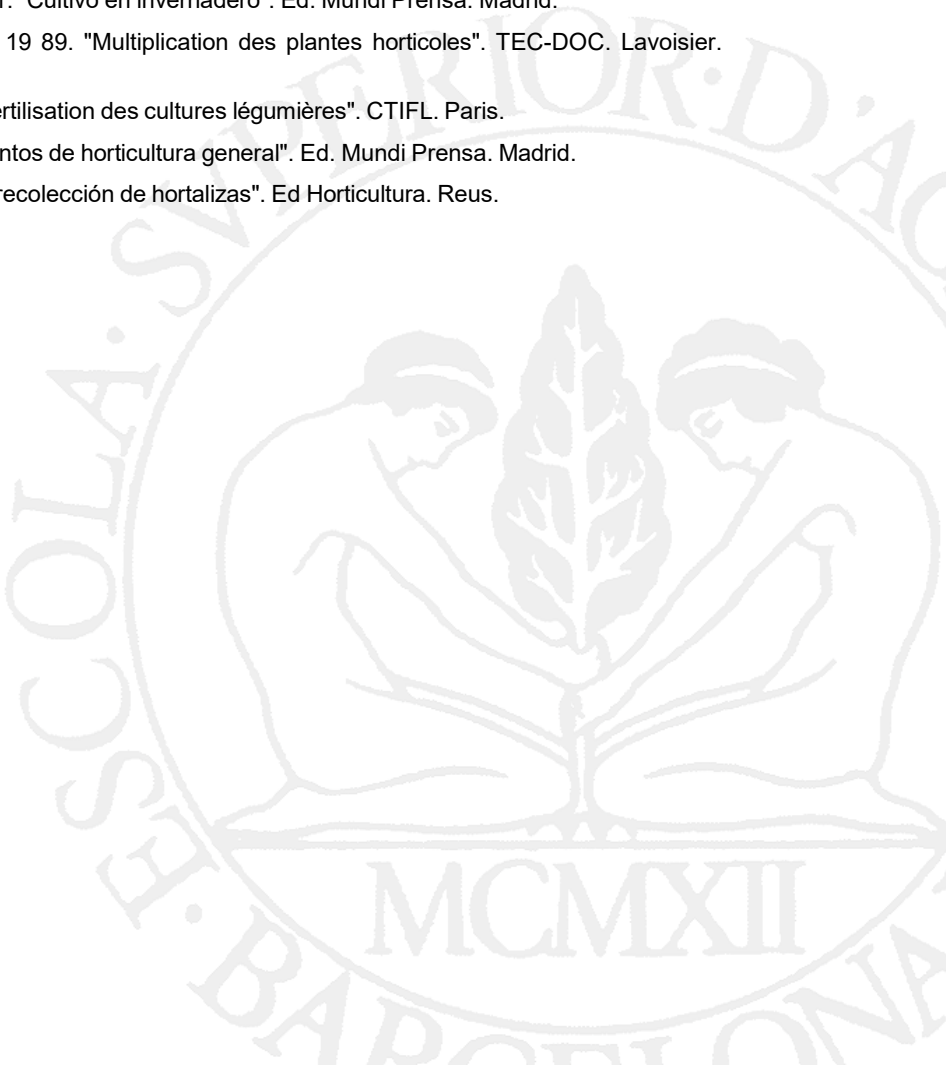 "Cultivo en invernadero". Ed. Mundi Prensa. Madrid.
19 89. "Multiplication des plantes horticoles". TEC-DOC. Lavoisier.
ertilisation des cultures légumières". CTIFL. Paris.
ntos de horticultura general". Ed. Mundi Prensa. Madrid.
recolección de hortalizas". Ed Horticultura. Reus.
ESCOLA · SVPERIOR · D'AG
MCMXII
· BARCELONA